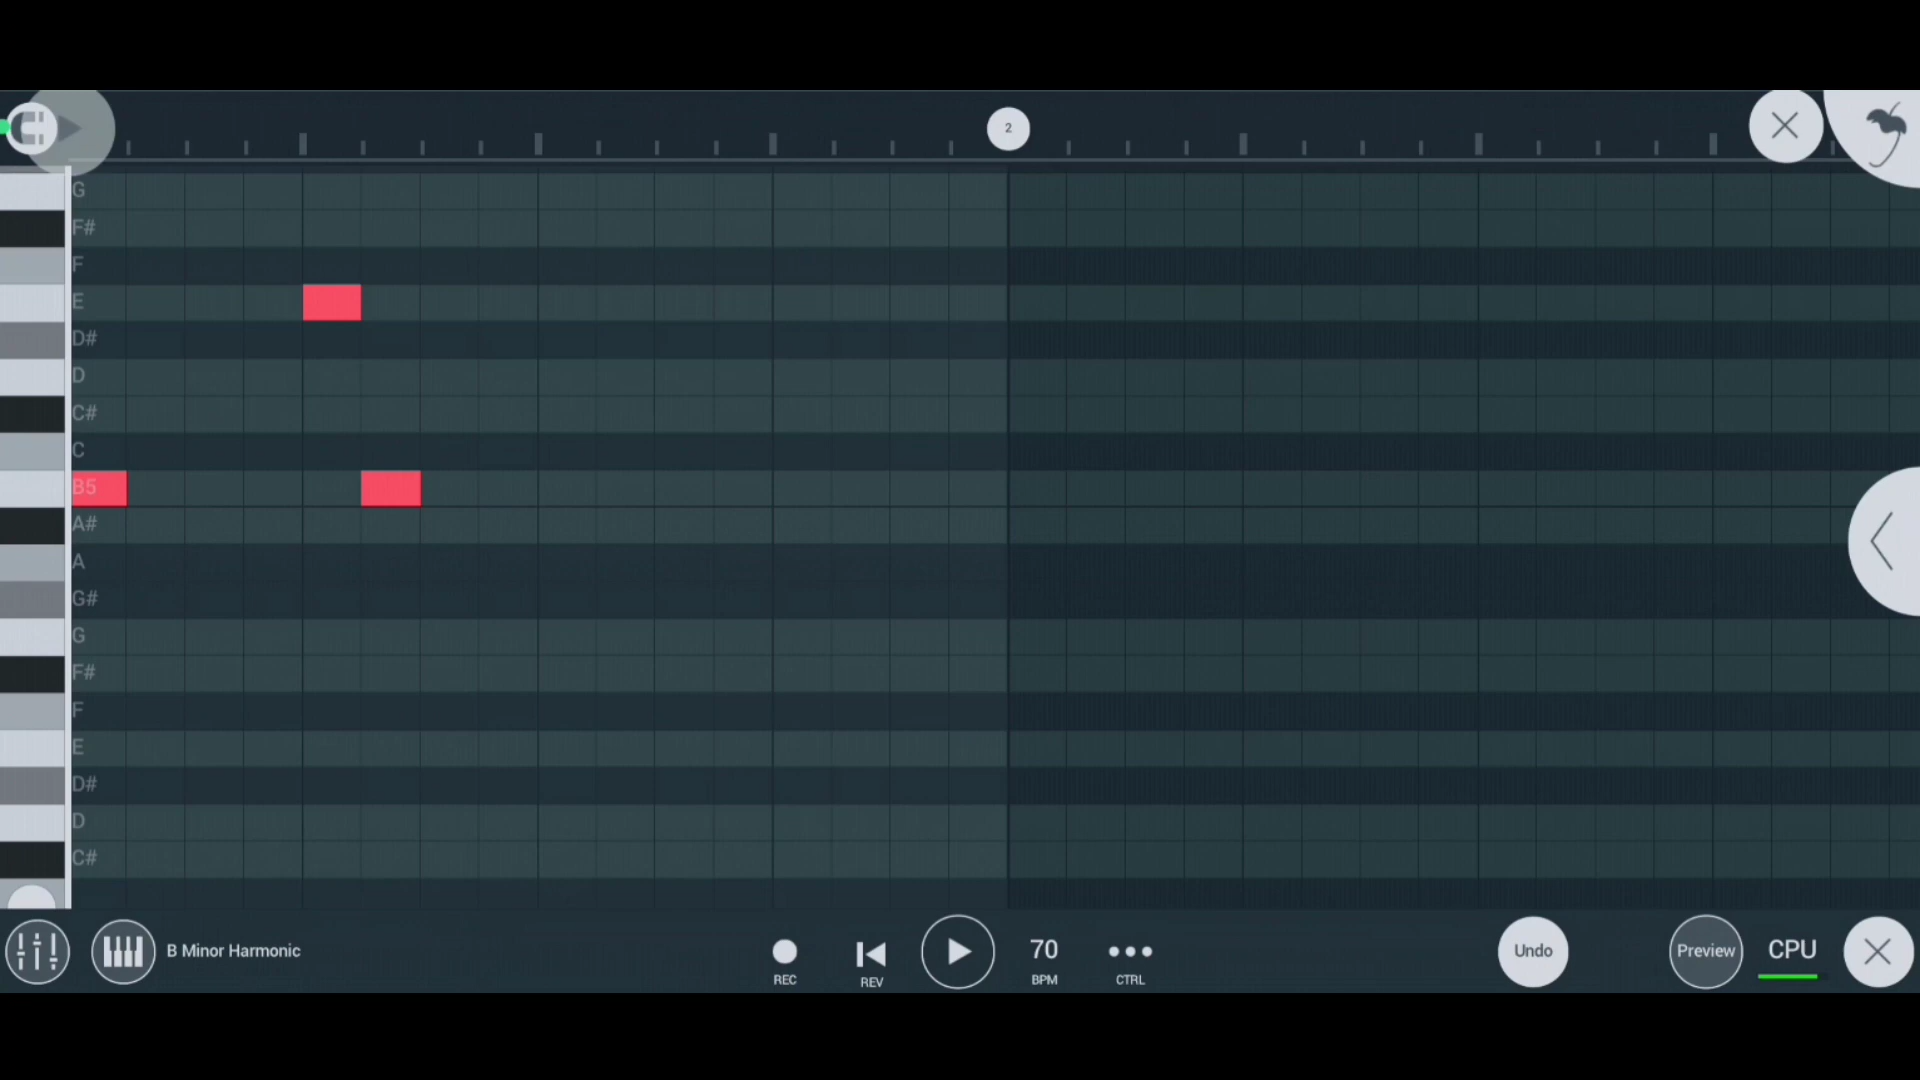 2
G
F#
F
E
D#
D
C#
C
B5
A#
A
G#
G
F#
F
E
D#
D
C#
B Minor Harmonic
REC
REV
70
BPM
CTRL
Undo
Preview
CPU